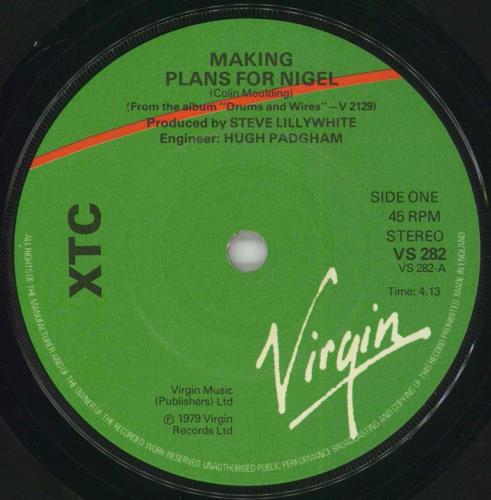 MAKING
PLANS FOR NIGEL
(Colin Moulding)
(From the album "Drums and Wires"—V 2129)
Produced by STEVE LILLYWHITE
Engineer: HUGH PADGHAM
XTC
SIDE ONE
45 RPM
STEREO
VS 282
VS 282-A
Time: 4.13
Virgin
Virgin Music
(Publishers) Ltd
℗ 1979 Virgin
Records Ltd
ALL RIGHTS OF THE MANUFACTURER AND OF THE OWNER OF THE RECORDED WORK RESERVED. UNAUTHORISED PUBLIC PERFORMANCE BROADCASTING AND COPYING OF THIS RECORD PROHIBITED. MADE IN ENGLAND